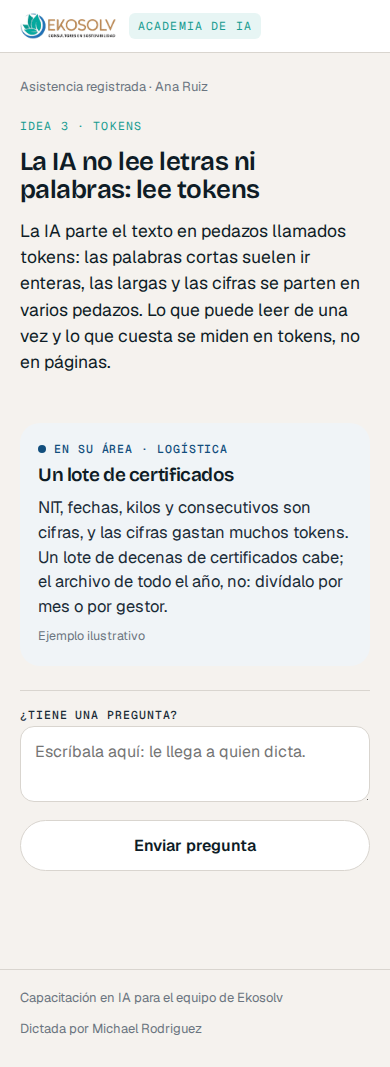 EKOSOLV
ACADEMIA DE IA
Asistencia registrada · Ana Ruiz
IDEA 3 · TOKENS
La IA no lee letras ni
palabras: lee tokens
La IA parte el texto en pedazos llamados
tokens: las palabras cortas suelen ir
enteras, las largas y las cifras se parten en
varios pedazos. Lo que puede leer de una
vez y lo que cuesta se miden en tokens, no
en páginas.
EN SU ÁREA · LOGÍSTICA
Un lote de certificados
NIT, fechas, kilos y consecutivos son
cifras, y las cifras gastan muchos tokens.
Un lote de decenas de certificados cabe;
el archivo de todo el año, no: divídalo por
mes o por gestor.
Ejemplo ilustrativo
¿TIENE UNA PREGUNTA?
Escríbala aquí: le llega a quien dicta.
Enviar pregunta
Capacitación en IA para el equipo de Ekosolv
Dictada por Michael Rodriguez